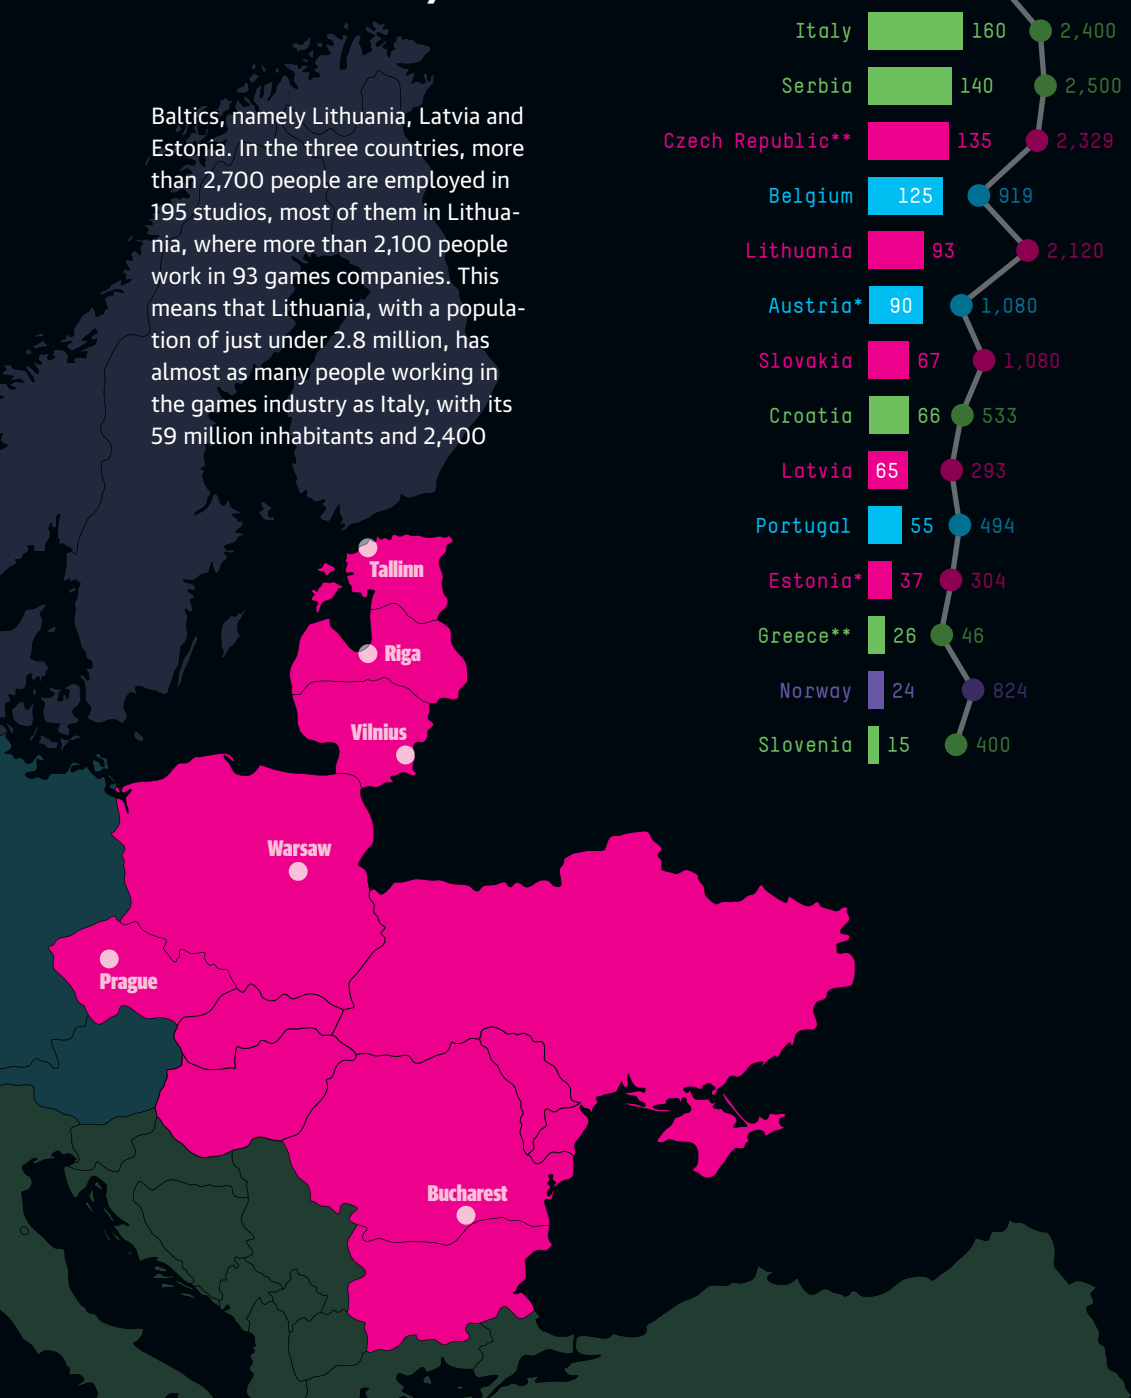 Baltics, namely Lithuania, Latvia and
Estonia. In the three countries, more
than 2,700 people are employed in
195 studios, most of them in Lithua-
nia, where more than 2,100 people
work in 93 games companies. This
means that Lithuania, with a popula-
tion of just under 2.8 million, has
almost as many people working in
the games industry as Italy, with its
59 million inhabitants and 2,400
Italy 160 2,400
Serbia 140 2,500
Czech Republic** 135 2,329
Belgium 125 919
Lithuania 93 2,120
Austria* 90 1,080
Slovakia 67 1,080
Croatia 66 533
Latvia 65 293
Portugal 55 494
Estonia* 37 304
Greece** 26 46
Norway 24 824
Slovenia 15 400
Tallinn
Riga
Vilnius
Warsaw
Prague
Bucharest